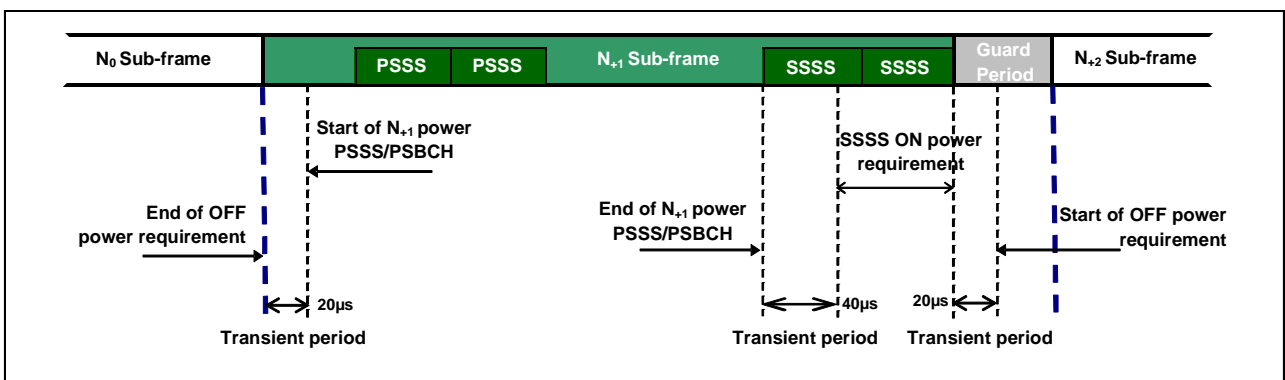 N₀ Sub-frame
PSSS
PSSS
N₊₁ Sub-frame
SSSS
SSSS
Guard
Period
N₊₂ Sub-frame
Start of N₊₁ power
PSSS/PSBCH
SSSS ON power
requirement
End of OFF
power requirement
End of N₊₁ power
PSSS/PSBCH
Start of OFF power
requirement
20µs
40µs
20µs
Transient period
Transient period
Transient period